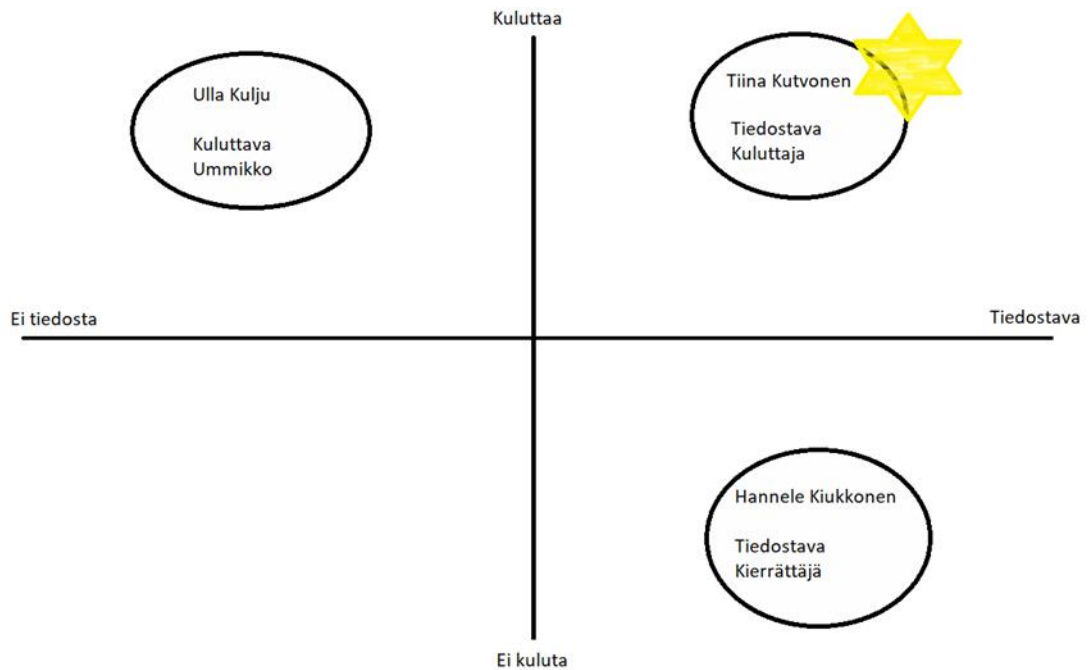 Kuluttaa
Ulla Kulju
Kuluttava
Ummikko
Tiina Kutvonen
Tiedostava
Kuluttaja
Ei tiedosta
Tiedostava
Hannele Kiukkonen
Tiedostava
Kierrättäjä
Ei kuluta